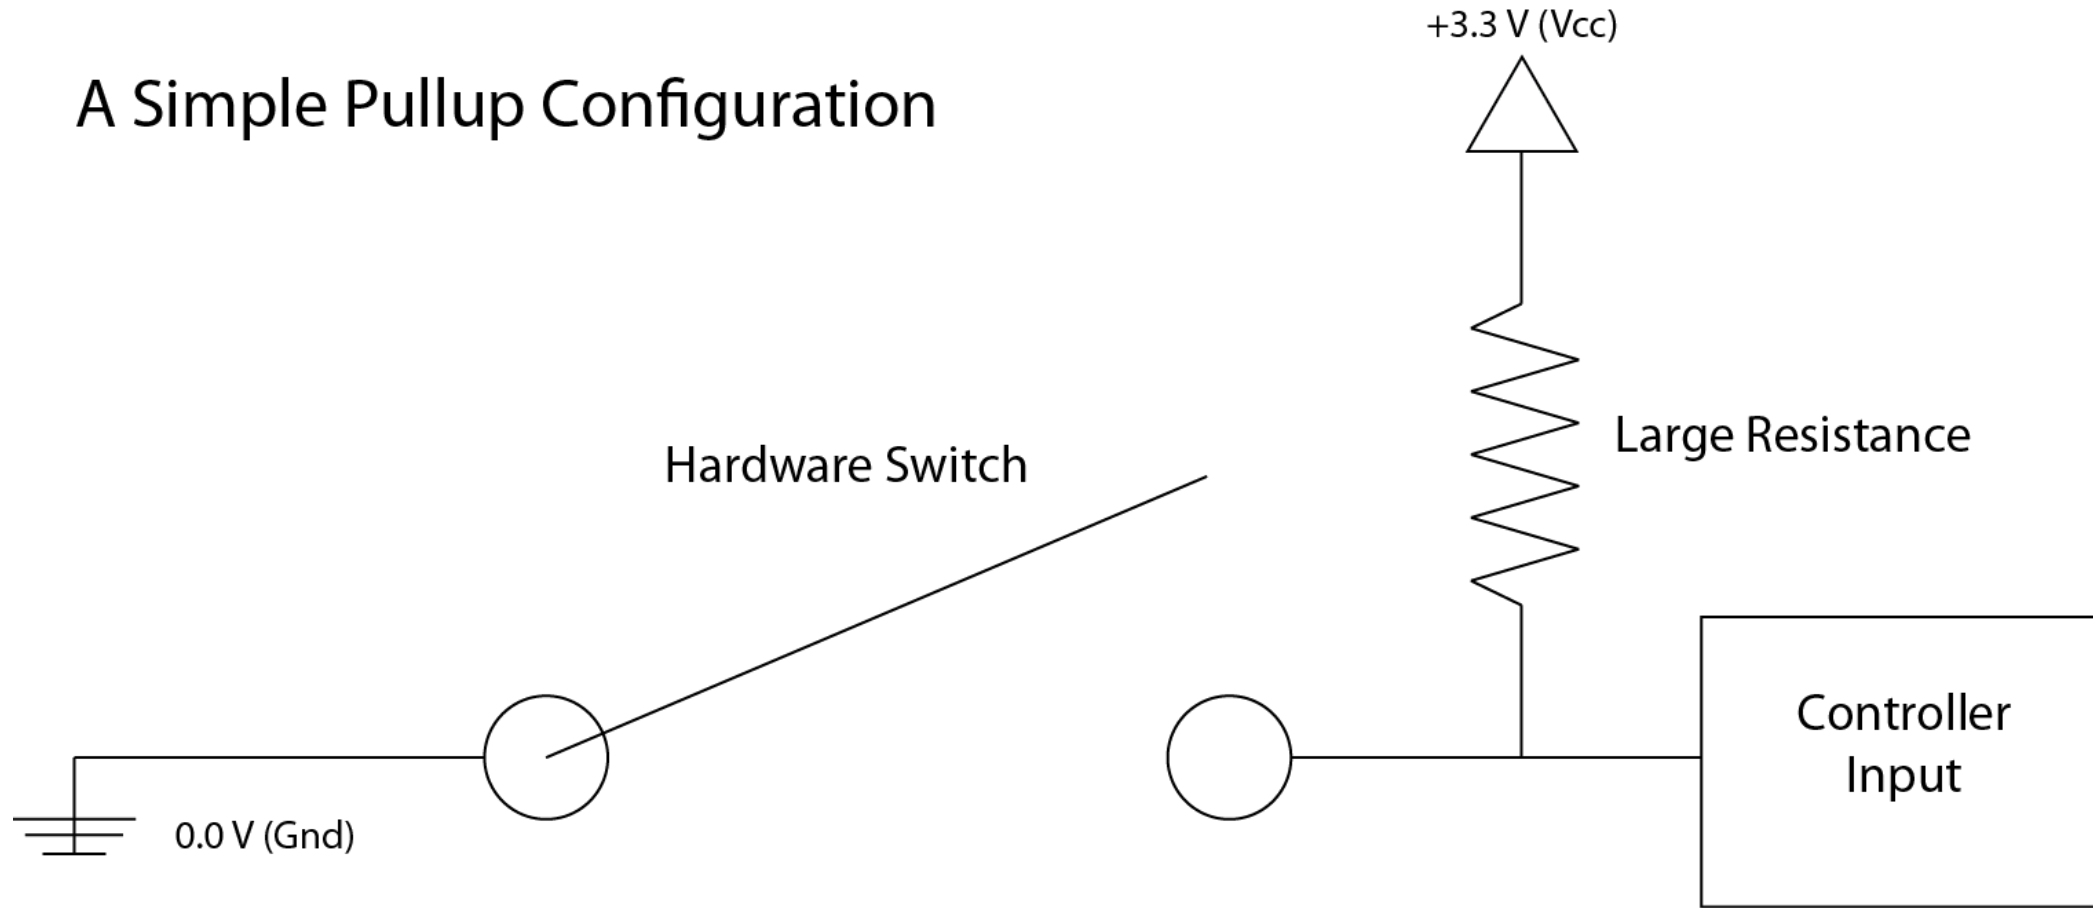 +3.3 V (Vcc)
A Simple Pullup Configuration
Large Resistance
Hardware Switch
Controller
Input
0.0 V (Gnd)